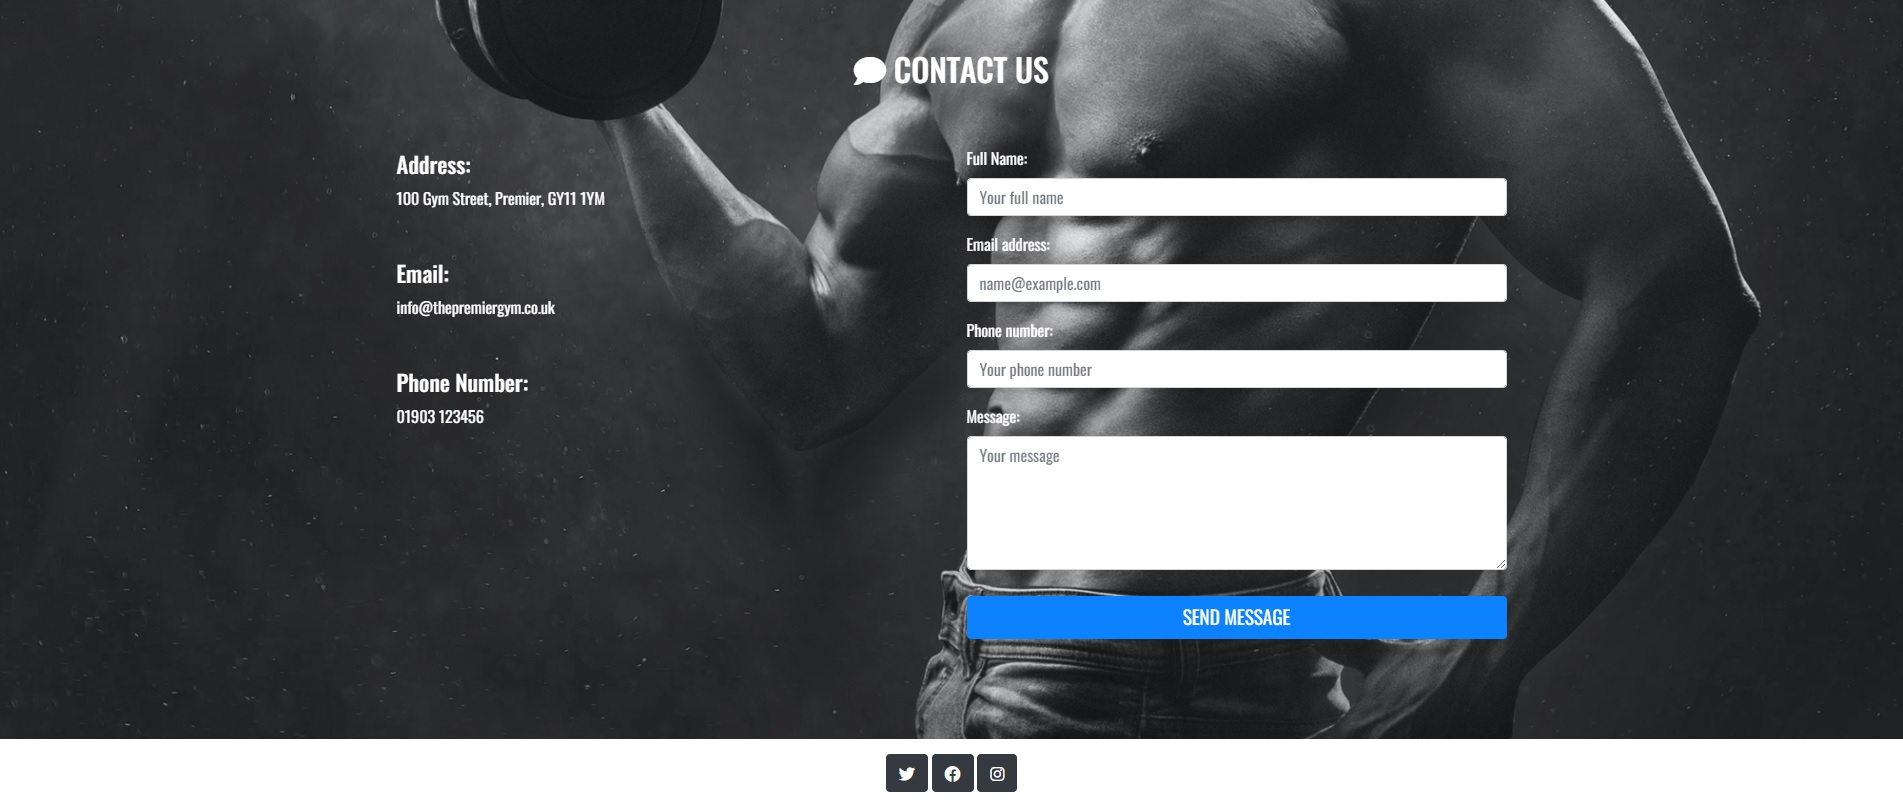 CONTACT US
Address:
100 Gym Street, Premier, GY11 1YM
Email:
info@thepremiergym.co.uk
Phone Number:
01903 123456
Full Name:
Your full name
Email address:
name@example.com
Phone number:
Your phone number
Message:
Your message
SEND MESSAGE